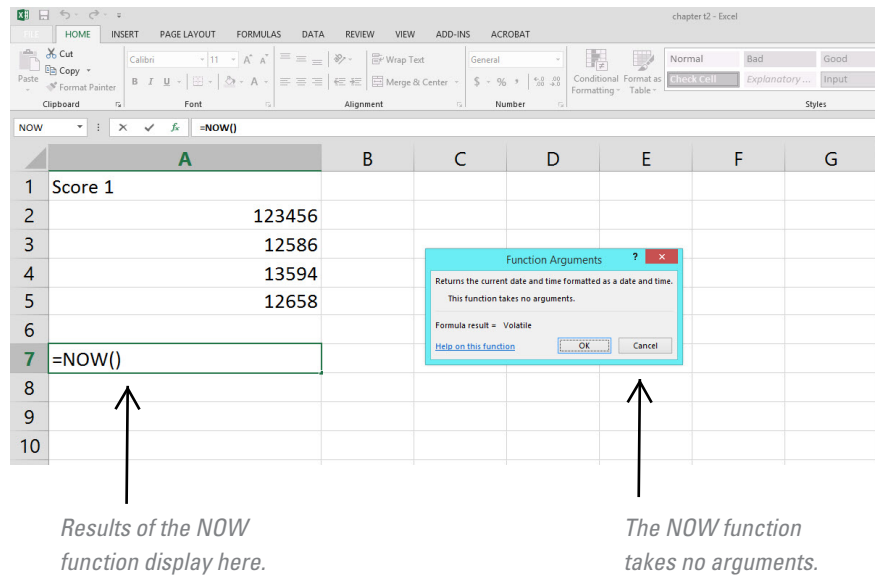 chapter t2 - Excel
FILE HOME INSERT PAGE LAYOUT FORMULAS DATA REVIEW VIEW ADD-INS ACROBAT
Paste
Cut
Copy
Format Painter
Clipboard
Calibri 11 A A
B I U A
Font
Wrap Text
Merge & Center
Alignment
General
$ % , .0 .00 .00 .0
Number
Conditional Formatting
Format as Table
Normal Bad Good
Check Cell Explanatory ... Input
Styles
NOW fx =NOW()
A B C D E F G
1 Score 1
2 123456
3 12586
4 13594
5 12658
6
7 =NOW()
8
9
10
Function Arguments ? ×
Returns the current date and time formatted as a date and time.
This function takes no arguments.
Formula result = Volatile
Help on this function OK Cancel
Results of the NOW
function display here.
The NOW function
takes no arguments.